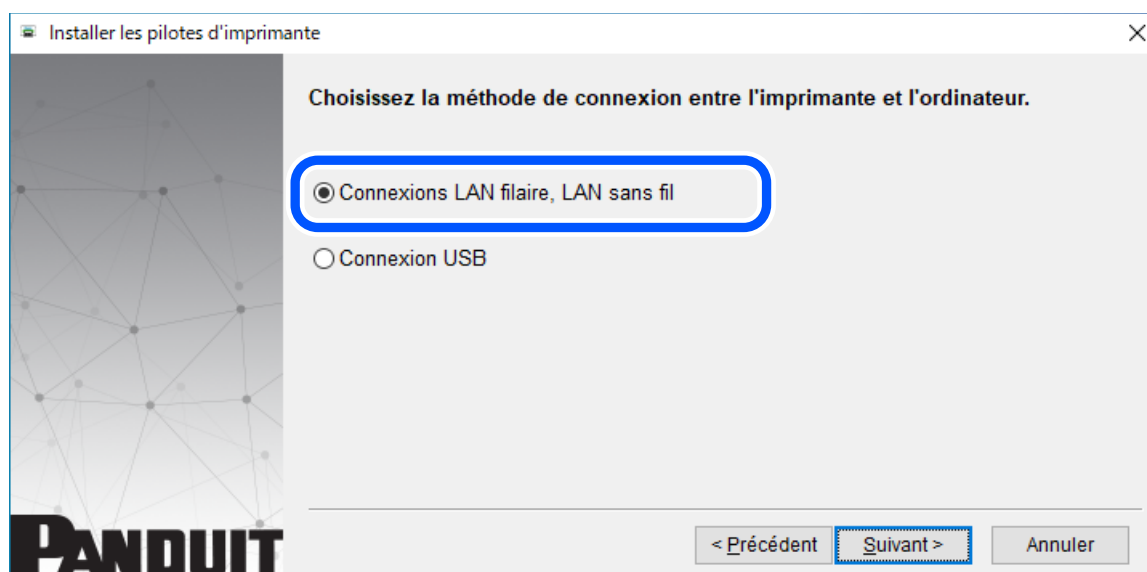 Installer les pilotes d'imprimante
Choisissez la méthode de connexion entre l'imprimante et l'ordinateur.
Connexions LAN filaire, LAN sans fil
Connexion USB
PANDUIT
< Précédent Suivant > Annuler